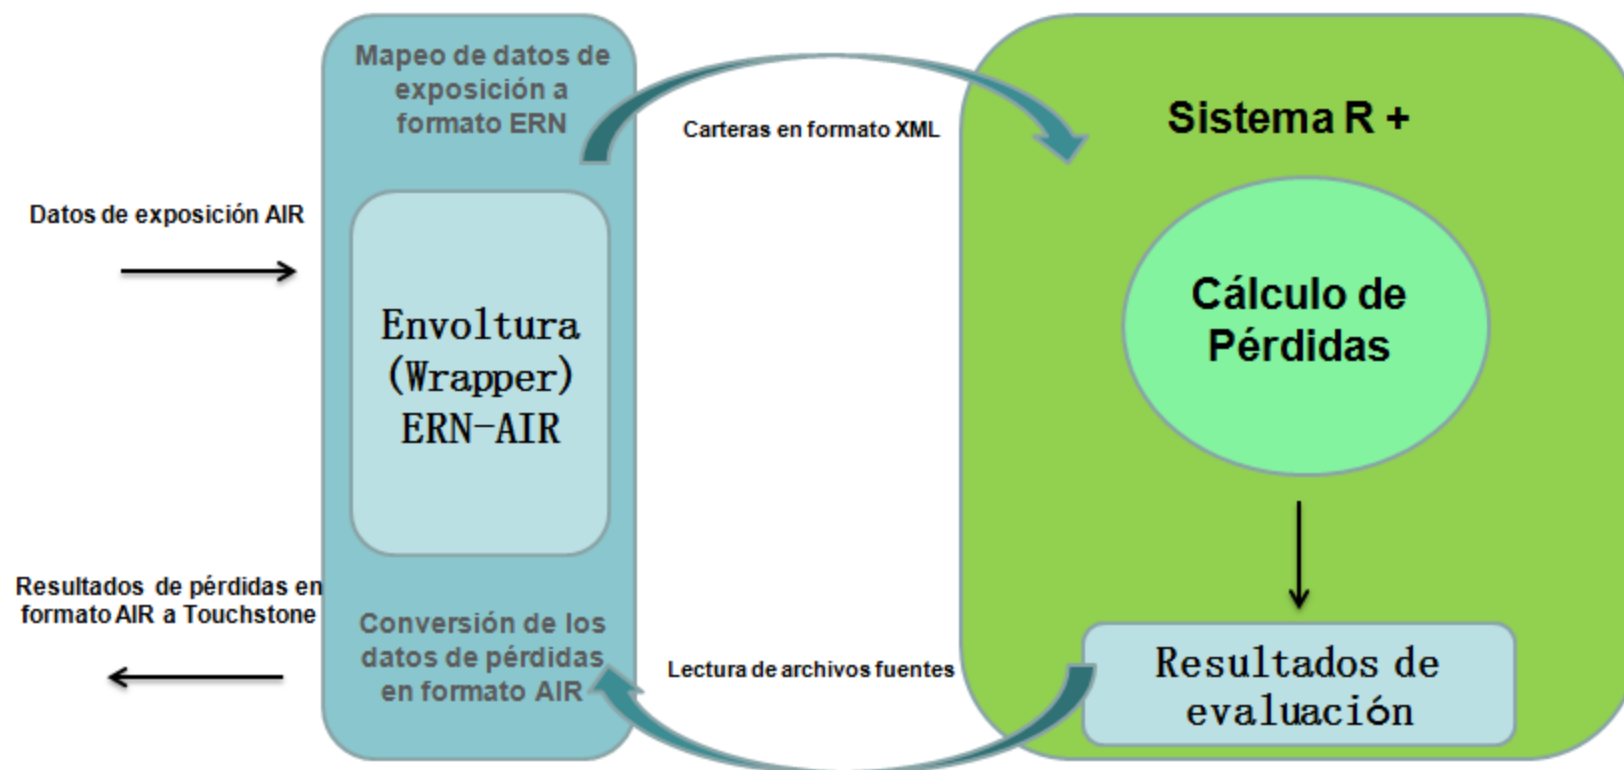 Mapeo de datos de
exposición a
formato ERN
Carteras en formato XML
Sistema R +
Datos de exposición AIR
Envoltura
(Wrapper)
ERN-AIR
Cálculo de
Pérdidas
Resultados de pérdidas en
formato AIR a Touchstone
Conversión de los
datos de pérdidas
en formato AIR
Lectura de archivos fuentes
Resultados de
evaluación